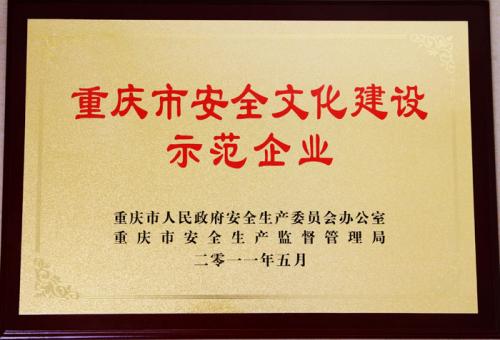 重庆市安全文化建设
示范企业
重庆市人民政府安全生产委员会办公室
重庆市安全生产监督管理局
二零一一年五月